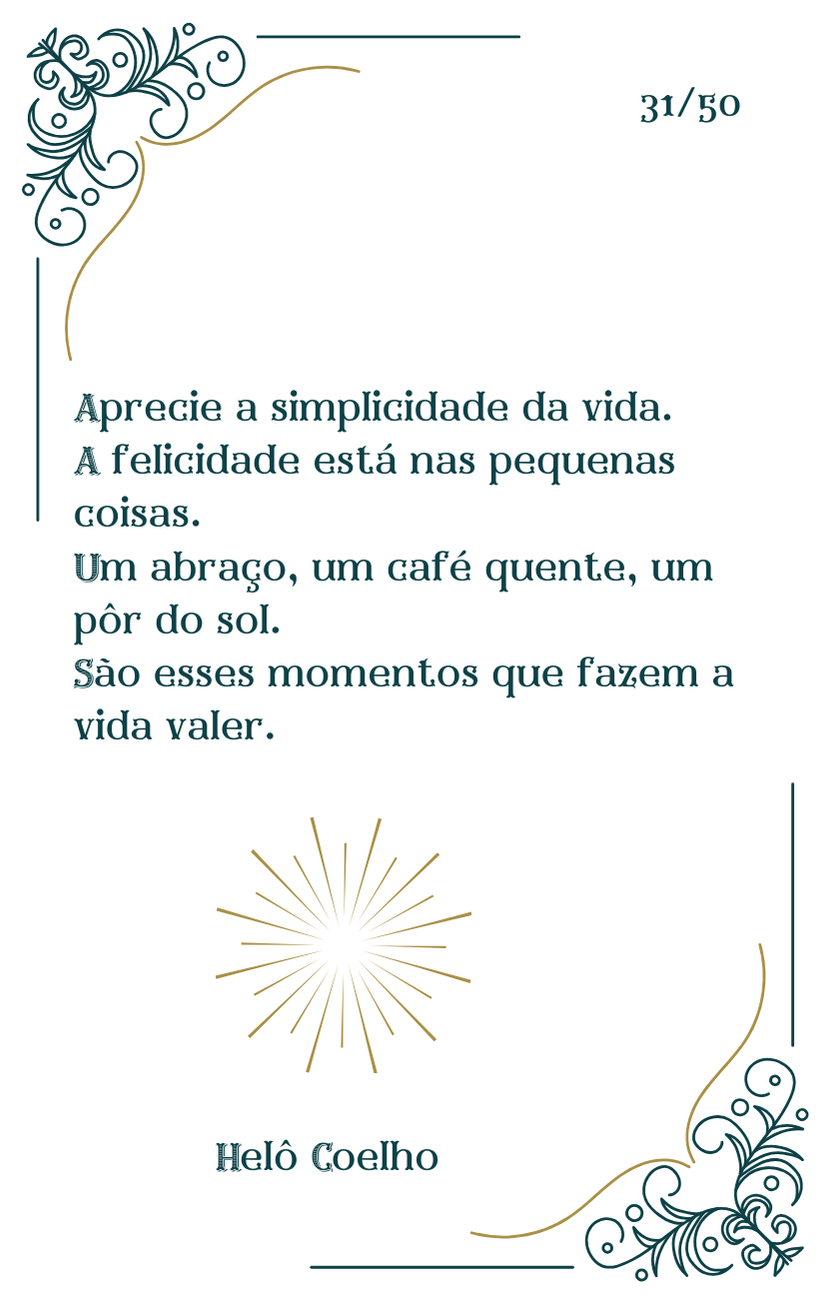 31/50
Aprecie a simplicidade da vida.
A felicidade está nas pequenas
coisas.
Um abraço, um café quente, um
pôr do sol.
São esses momentos que fazem a
vida valer.
Helô Coelho